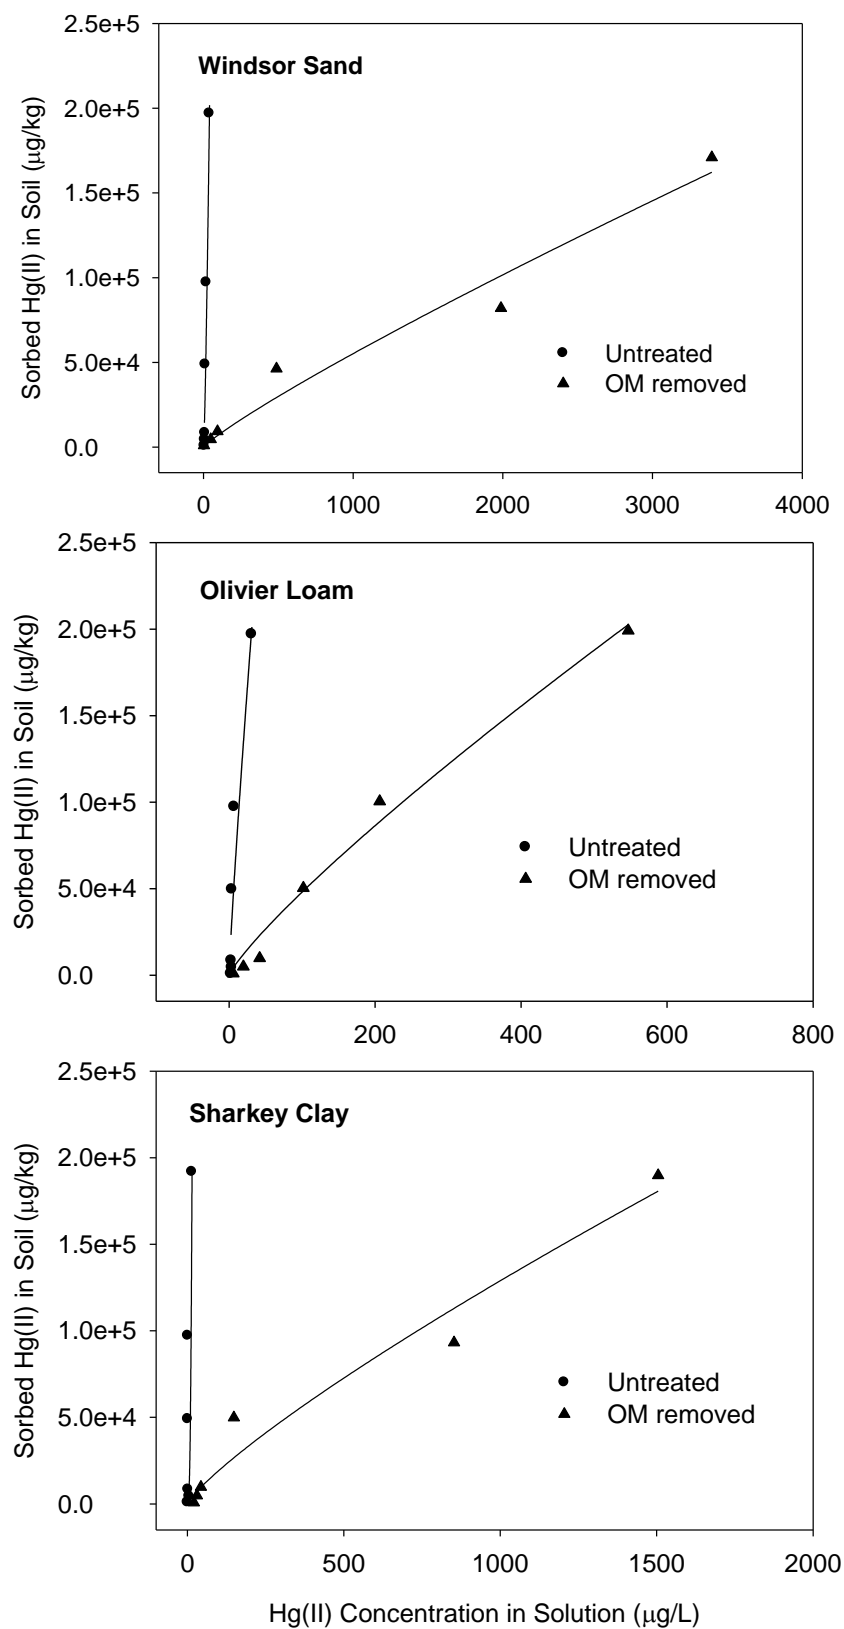 2.5e+5
Windsor Sand
2.0e+5
1.5e+5
1.0e+5
5.0e+4
0.0
Sorbed Hg(II) in Soil (µg/kg)
Untreated
OM removed
0 1000 2000 3000 4000
2.5e+5
Olivier Loam
2.0e+5
1.5e+5
1.0e+5
5.0e+4
0.0
Sorbed Hg(II) in Soil (µg/kg)
Untreated
OM removed
0 200 400 600 800
2.5e+5
Sharkey Clay
2.0e+5
1.5e+5
1.0e+5
5.0e+4
0.0
Sorbed Hg(II) in Soil (µg/kg)
Untreated
OM removed
0 500 1000 1500 2000
Hg(II) Concentration in Solution (µg/L)